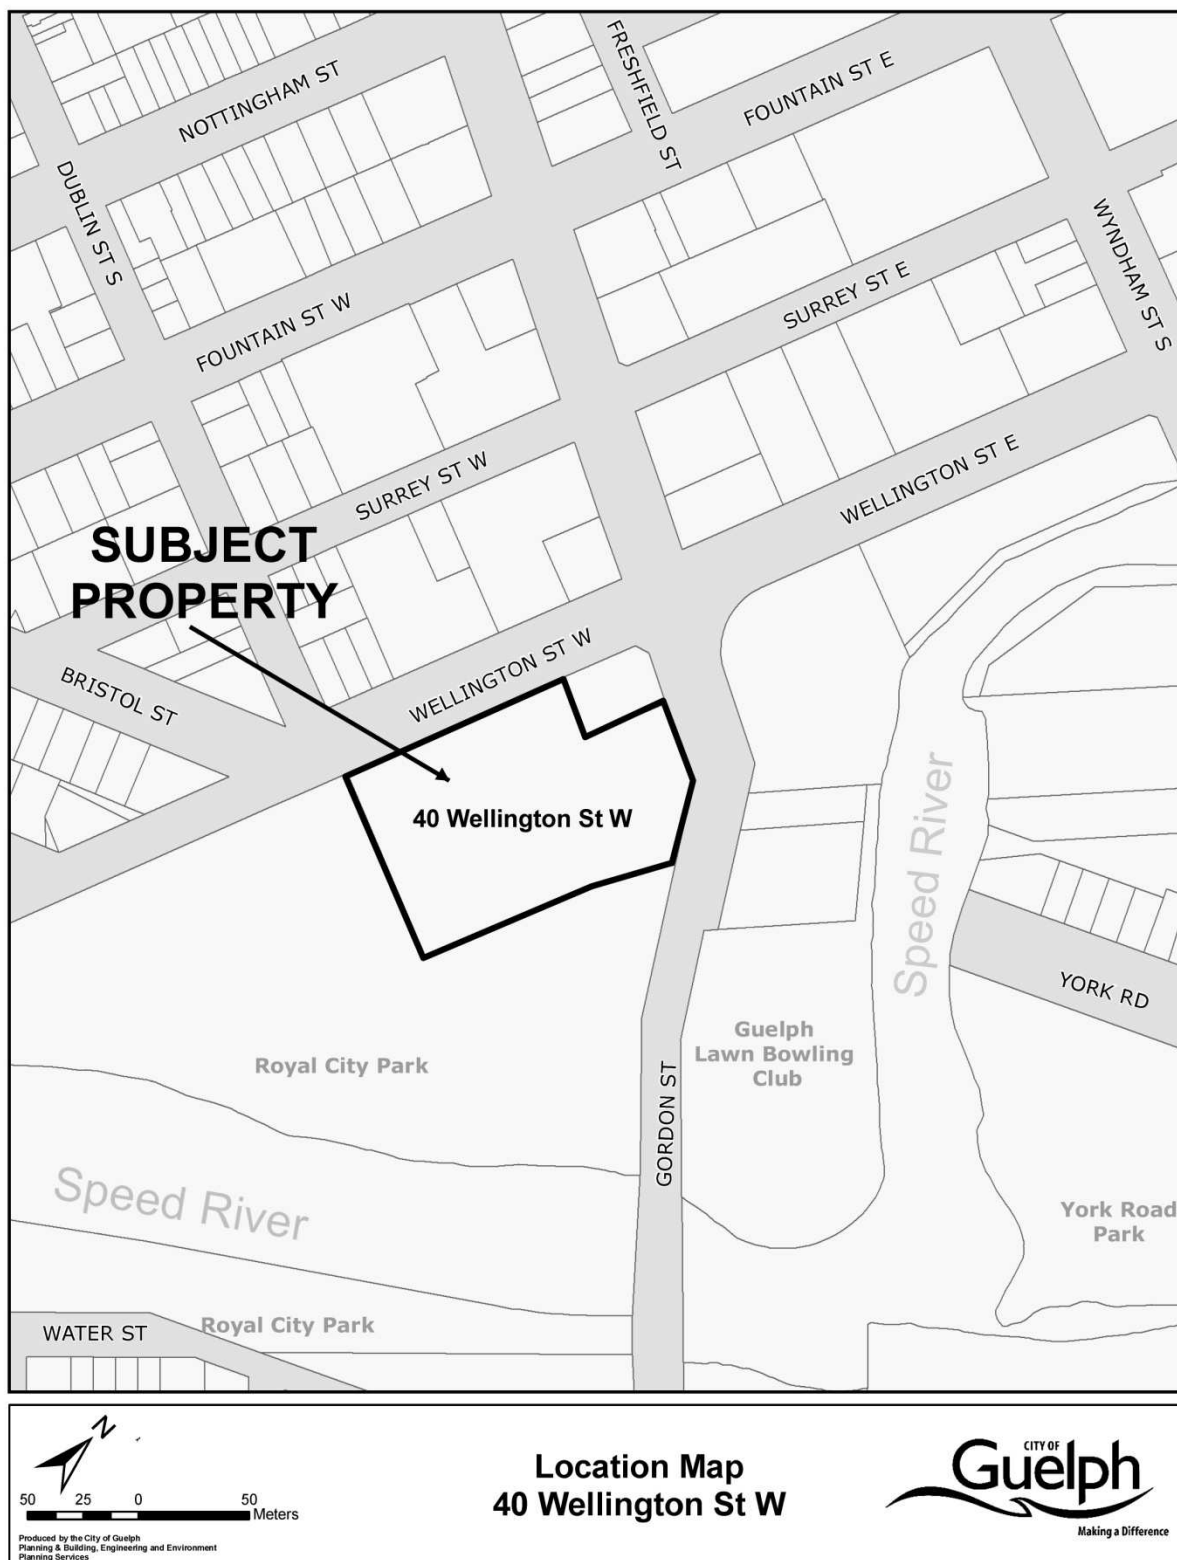 FRESHFIELD ST
NOTTINGHAM ST
FOUNTAIN ST E
DUBLIN ST S
WYNDHAM ST S
SURREY ST E
FOUNTAIN ST W
WELLINGTON ST E
SURREY ST W
SUBJECT
PROPERTY
WELLINGTON ST W
BRISTOL ST
40 Wellington St W
Speed River
YORK RD
Guelph
Lawn Bowling
Club
Royal City Park
GORDON ST
Speed River
York Road
Park
WATER ST
Royal City Park
N
50 25 0 50
Meters
Produced by the City of Guelph
Planning & Building, Engineering and Environment
Planning Services
Location Map
40 Wellington St W
CITY OF
Guelph
Making a Difference